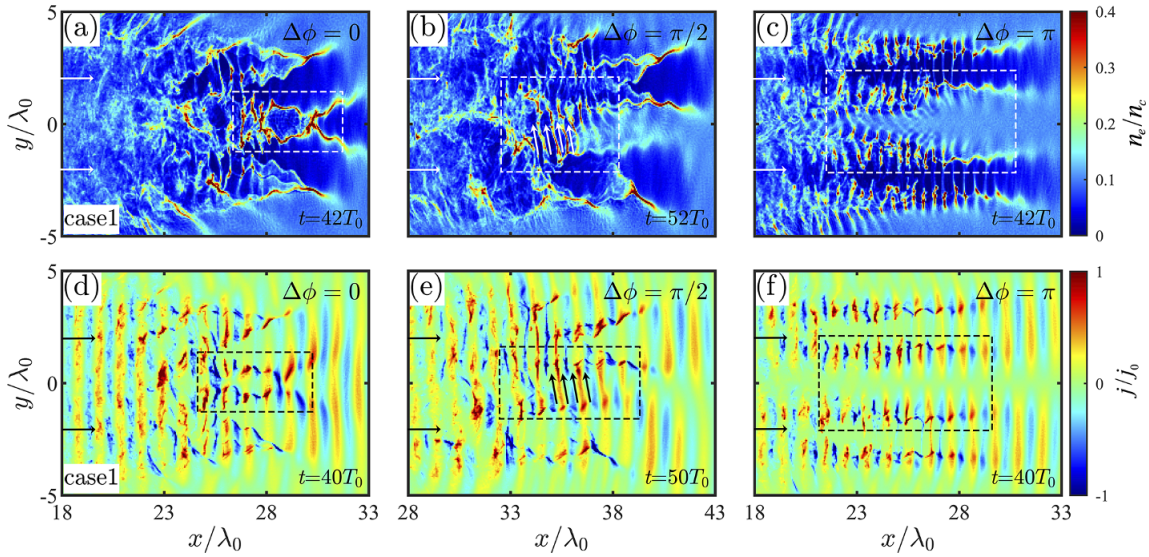 (a) Δϕ = 0
case1 t=42T₀
(b) Δϕ = π/2
t=52T₀
(c) Δϕ = π
t=42T₀
y/λ₀
5
0
-5
nₑ/n꜀
0.4
0.3
0.2
0.1
0
(d) Δϕ = 0
case1 t=40T₀
(e) Δϕ = π/2
t=50T₀
(f) Δϕ = π
t=40T₀
y/λ₀
5
0
-5
j/j₀
1
0
-1
18 23 28 33
28 33 38 43
18 23 28 33
x/λ₀ x/λ₀ x/λ₀